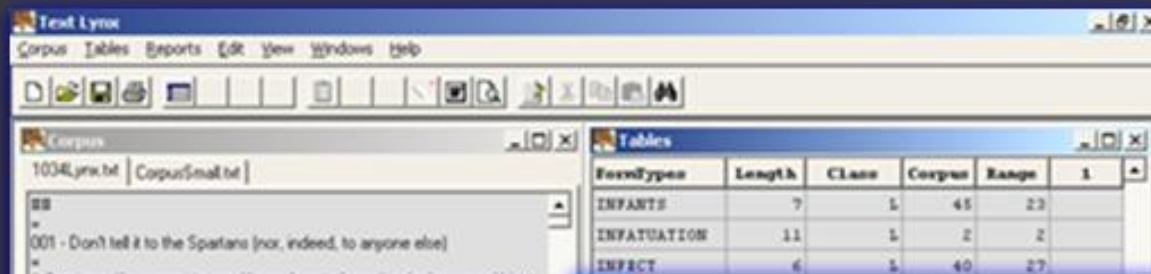 Text Lynx
Corpus Tables Reports Edit View Windows Help
Corpus
1034Lynx.txt CorpusSmall.txt
001 - Don't tell it to the Spartans (nor, indeed, to anyone else)
Tables
FormTypes Length Class Corpus Range 1
INFANTS 7 L 45 23
INFATUATION 11 L 2 2
INFECT 6 L 40 27